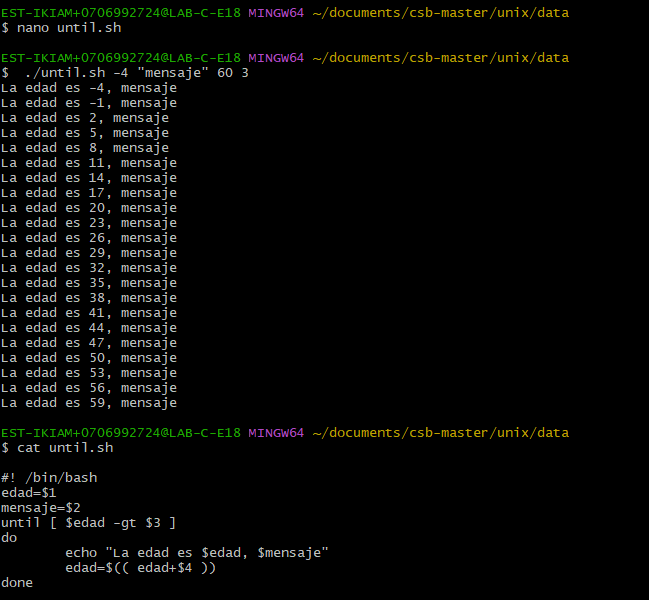 EST-IKIAM+0706992724@LAB-C-E18 MINGW64 ~/documents/csb-master/unix/data
$ nano until.sh
EST-IKIAM+0706992724@LAB-C-E18 MINGW64 ~/documents/csb-master/unix/data
$  ./until.sh -4 "mensaje" 60 3
La edad es -4, mensaje
La edad es -1, mensaje
La edad es 2, mensaje
La edad es 5, mensaje
La edad es 8, mensaje
La edad es 11, mensaje
La edad es 14, mensaje
La edad es 17, mensaje
La edad es 20, mensaje
La edad es 23, mensaje
La edad es 26, mensaje
La edad es 29, mensaje
La edad es 32, mensaje
La edad es 35, mensaje
La edad es 38, mensaje
La edad es 41, mensaje
La edad es 44, mensaje
La edad es 47, mensaje
La edad es 50, mensaje
La edad es 53, mensaje
La edad es 56, mensaje
La edad es 59, mensaje
EST-IKIAM+0706992724@LAB-C-E18 MINGW64 ~/documents/csb-master/unix/data
$ cat until.sh
#! /bin/bash
edad=$1
mensaje=$2
until [ $edad -gt $3 ]
do
        echo "La edad es $edad, $mensaje"
        edad=$(( edad+$4 ))
done